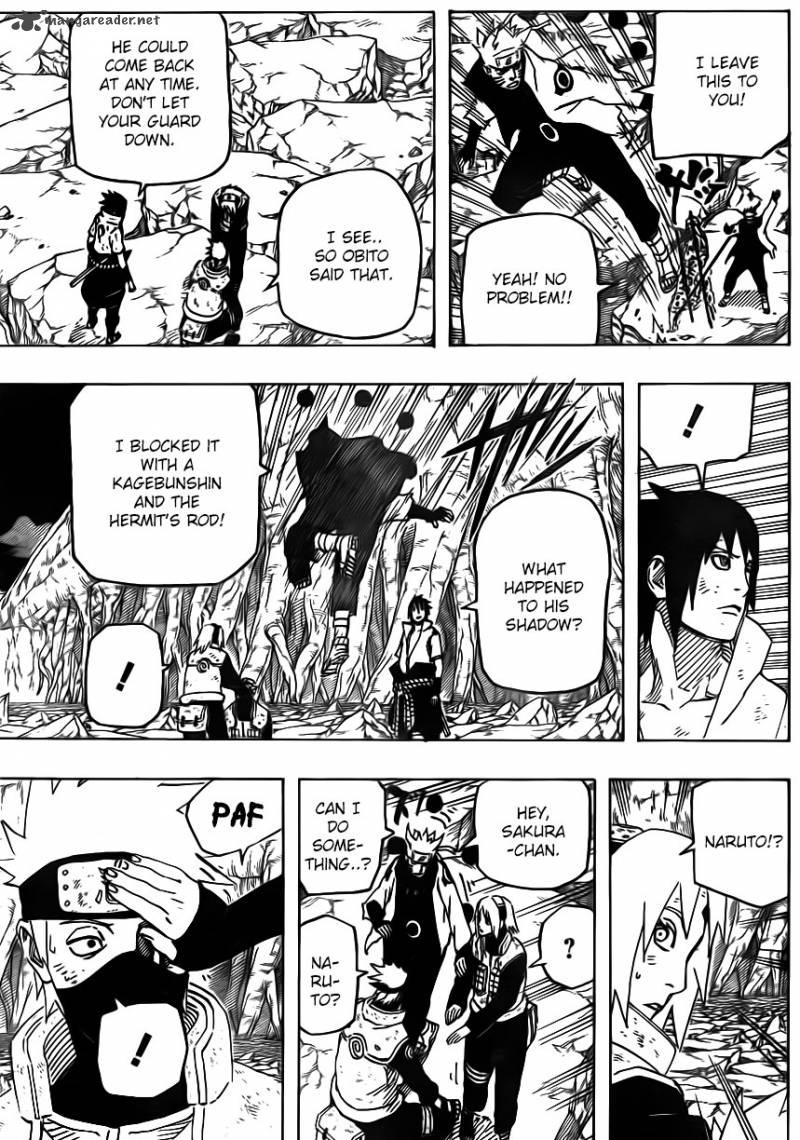 mangareader.net
I LEAVE
THIS TO
YOU!
YEAH! NO
PROBLEM!!
HE COULD
COME BACK
AT ANY TIME.
DON'T LET
YOUR GUARD
DOWN.
I SEE..
SO OBITO
SAID THAT.
!
WHAT
HAPPENED
TO HIS
SHADOW?
I BLOCKED IT
WITH A
KAGEBUNSHIN
AND THE
HERMIT'S ROD!
!
NARUTO!?
HEY,
SAKURA
-CHAN.
CAN I
DO
SOME-
THING..?
?
NA-
RU-
TO?
PAF
!